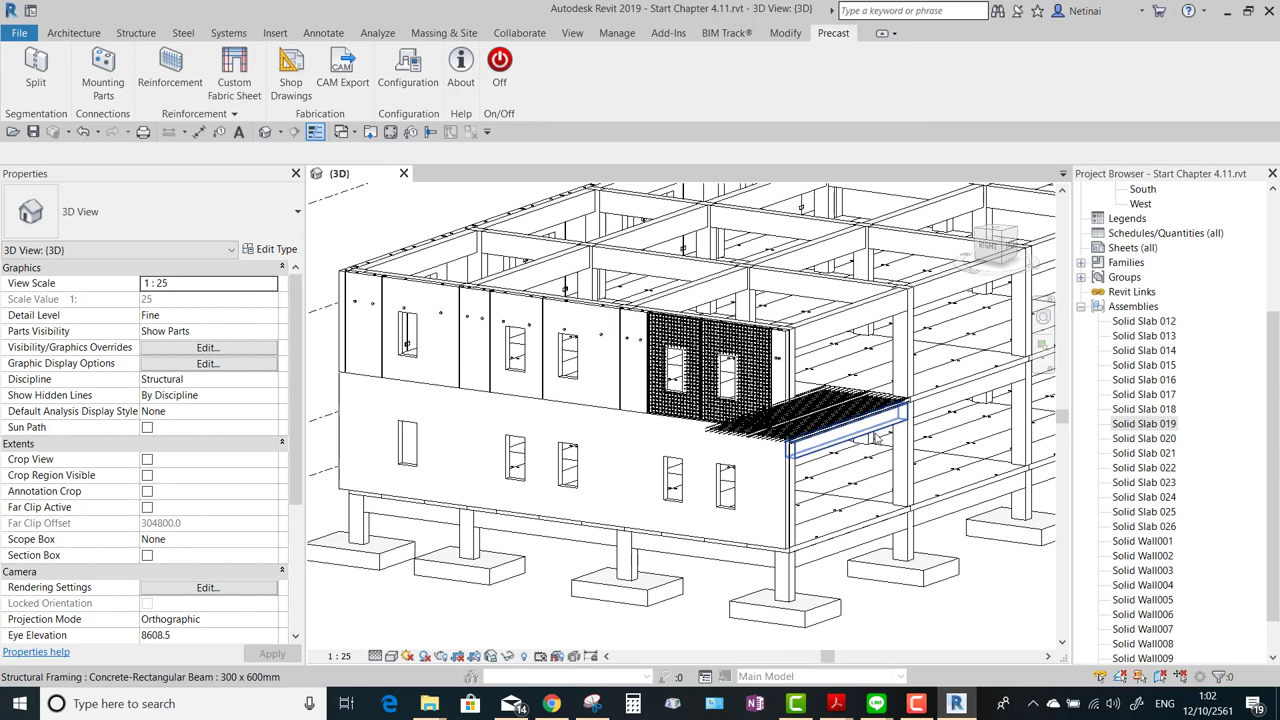 Autodesk Revit 2019 - Start Chapter 4.11.rvt - 3D View: {3D}
Type a keyword or phrase
Netinai
File Architecture Structure Steel Systems Insert Annotate Analyze Massing & Site Collaborate View Manage Add-Ins BIM Track® Modify Precast
Split
Mounting Parts
Reinforcement
Custom Fabric Sheet
Shop Drawings
CAM Export
Configuration
About
Off
Segmentation Connections Reinforcement Fabrication Configuration Help On/Off
Properties
3D View
3D View: {3D}
Edit Type
Graphics
View Scale 1 : 25
Scale Value 1: 25
Detail Level Fine
Parts Visibility Show Parts
Visibility/Graphics Overrides Edit...
Graphic Display Options Edit...
Discipline Structural
Show Hidden Lines By Discipline
Default Analysis Display Style None
Sun Path
Extents
Crop View
Crop Region Visible
Annotation Crop
Far Clip Active
Far Clip Offset 304800.0
Scope Box None
Section Box
Camera
Rendering Settings Edit...
Locked Orientation
Projection Mode Orthographic
Eye Elevation 8608.5
Properties help
Apply
{3D}
RIGHT
1 : 25
Project Browser - Start Chapter 4.11.rvt
South
West
Legends
Schedules/Quantities (all)
Sheets (all)
Families
Groups
Revit Links
Assemblies
Solid Slab 012
Solid Slab 013
Solid Slab 014
Solid Slab 015
Solid Slab 016
Solid Slab 017
Solid Slab 018
Solid Slab 019
Solid Slab 020
Solid Slab 021
Solid Slab 022
Solid Slab 023
Solid Slab 024
Solid Slab 025
Solid Slab 026
Solid Wall001
Solid Wall002
Solid Wall003
Solid Wall004
Solid Wall005
Solid Wall006
Solid Wall007
Solid Wall008
Solid Wall009
Structural Framing : Concrete-Rectangular Beam : 300 x 600mm
:0
Main Model
:0
Type here to search
14
ENG
1:02
12/10/2561
19